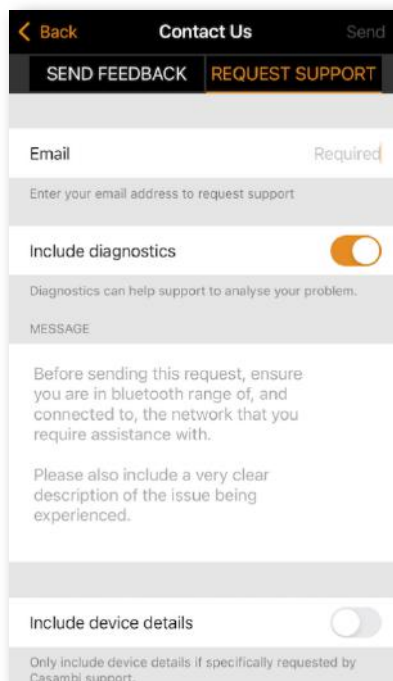 Back Contact Us Send
SEND FEEDBACK REQUEST SUPPORT
Email Required
Enter your email address to request support
Include diagnostics
Diagnostics can help support to analyse your problem.
MESSAGE
Before sending this request, ensure
you are in bluetooth range of, and
connected to, the network that you
require assistance with.
Please also include a very clear
description of the issue being
experienced.
Include device details
Only include device details if specifically requested by
Casambi support.